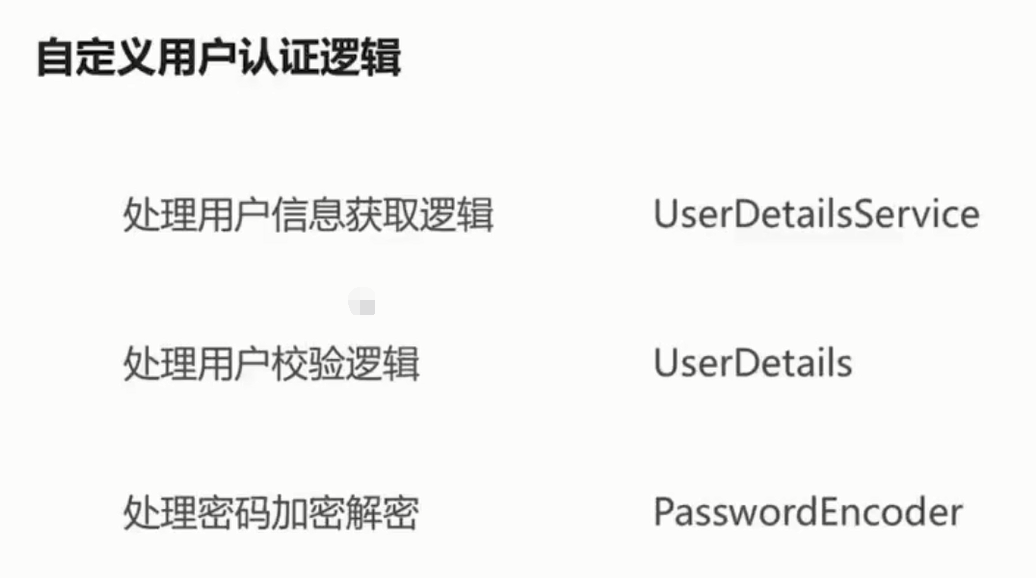 自定义用户认证逻辑
处理用户信息获取逻辑 UserDetailsService
处理用户校验逻辑 UserDetails
处理密码加密解密 PasswordEncoder